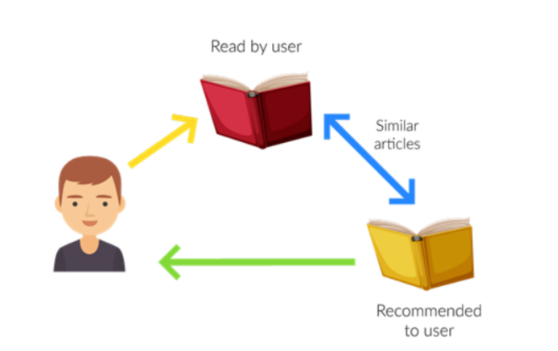 Read by user
Similar
articles
Recommended
to user